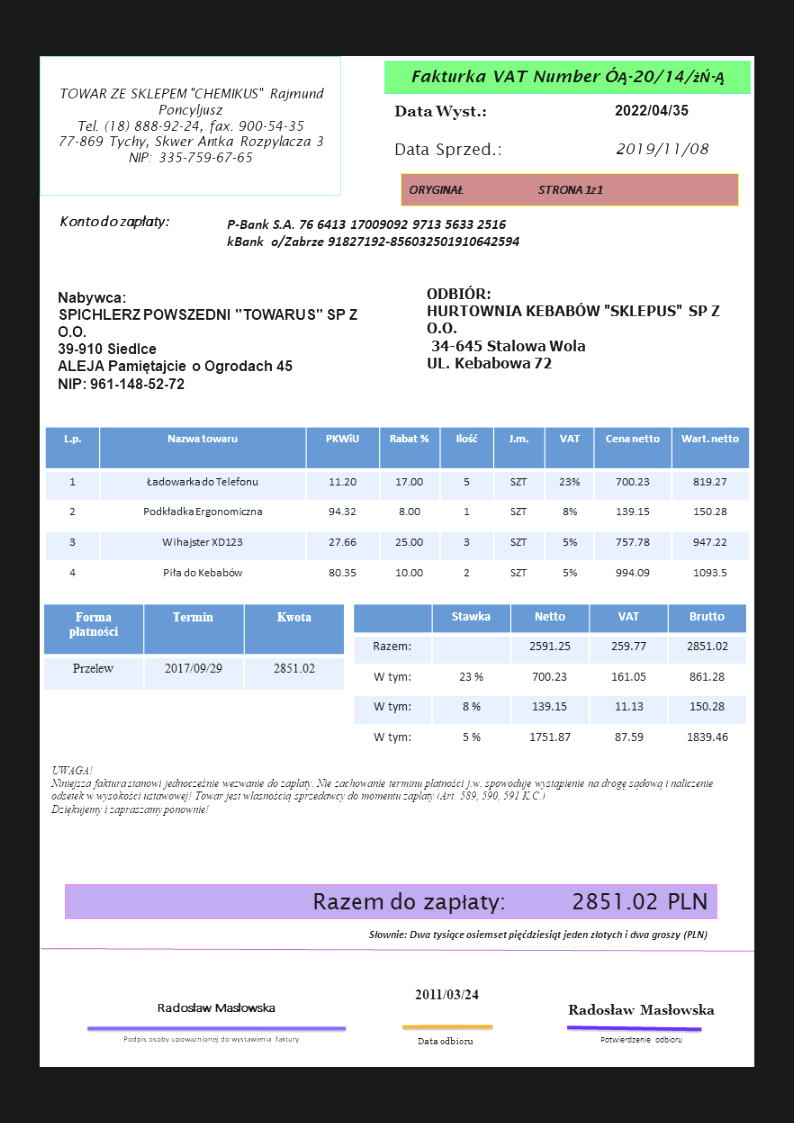 TOWAR ZE SKLEPEM "CHEMIKUS" Rajmund
Poncyljusz
Tel. (18) 888-92-24, fax. 900-54-35
77-869 Tychy, Skwer Antka Rozpylacza 3
NIP: 335-759-67-65
Fakturka VAT Number ÓĄ-20/14/żŃ-Ą
Data Wyst.: 2022/04/35
Data Sprzed.: 2019/11/08
ORYGINAŁ STRONA 1z1
Konto do zapłaty:
P-Bank S.A. 76 6413 17009092 9713 5633 2516
kBank o/Zabrze 91827192-856032501910642594
Nabywca:
SPICHLERZ POWSZEDNI "TOWARUS" SP Z
O.O.
39-910 Siedlce
ALEJA Pamiętajcie o Ogrodach 45
NIP: 961-148-52-72
ODBIÓR:
HURTOWNIA KEBABÓW "SKLEPUS" SP Z
O.O.
34-645 Stalowa Wola
UL. Kebabowa 72
L.p. Nazwa towaru PKWiU Rabat % Ilość J.m. VAT Cena netto Wart. netto
1 Ładowarka do Telefonu 11.20 17.00 5 SZT 23% 700.23 819.27
2 Podkładka Ergonomiczna 94.32 8.00 1 SZT 8% 139.15 150.28
3 Wihajster XD123 27.66 25.00 3 SZT 5% 757.78 947.22
4 Piła do Kebabów 80.35 10.00 2 SZT 5% 994.09 1093.5
Forma
płatności Termin Kwota
Przelew 2017/09/29 2851.02
Stawka Netto VAT Brutto
Razem: 2591.25 259.77 2851.02
W tym: 23 % 700.23 161.05 861.28
W tym: 8 % 139.15 11.13 150.28
W tym: 5 % 1751.87 87.59 1839.46
UWAGA!
Niniejsza faktura stanowi jednocześnie wezwanie do zapłaty. Nie zachowanie terminu płatności j.w. spowoduje wystąpienie na drogę sądową i naliczenie
odsetek w wysokości ustawowej! Towar jest własnością sprzedawcy do momentu zapłaty (Art. 589, 590, 591 K.C.)
Dziękujemy i zapraszamy ponownie!
Razem do zapłaty: 2851.02 PLN
Słownie: Dwa tysiące osiemset pięćdziesiąt jeden złotych i dwa groszy (PLN)
Radosław Masłowska
Podpis osoby upoważnionej do wystawienia faktury
2011/03/24
Data odbioru
Radosław Masłowska
Potwierdzenie odbioru